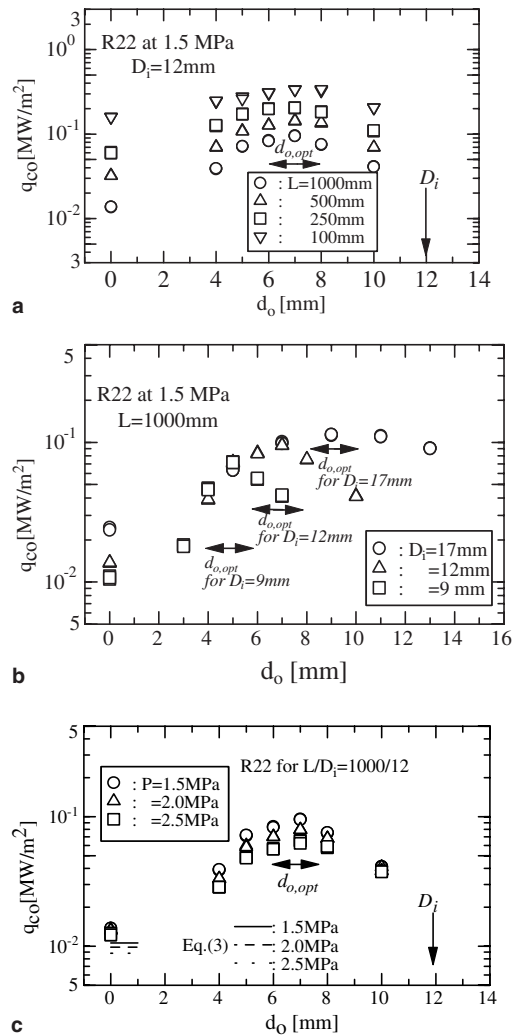 R22 at 1.5 MPa
D_i=12mm
10^0
10^-1
10^-2
3
3
q_co[MW/m^2]
d_o,opt
○ : L=1000mm
△ : 500mm
□ : 250mm
▽ : 100mm
D_i
0 2 4 6 8 10 12 14
d_o [mm]
a
5
R22 at 1.5 MPa
L=1000mm
10^-1
10^-2
5
q_co[MW/m^2]
d_o,opt
for D_i=17mm
d_o,opt
for D_i=12mm
d_o,opt
for D_i=9mm
○ : D_i=17mm
△ : =12mm
□ : =9 mm
0 2 4 6 8 10 12 14 16
d_o [mm]
b
5
R22 for L/D_i=1000/12
○ : P=1.5MPa
△ : =2.0MPa
□ : =2.5MPa
10^-1
10^-2
5
q_co[MW/m^2]
d_o,opt
D_i
Eq.(3)
: 1.5MPa
: 2.0MPa
: 2.5MPa
0 2 4 6 8 10 12 14
d_o [mm]
c